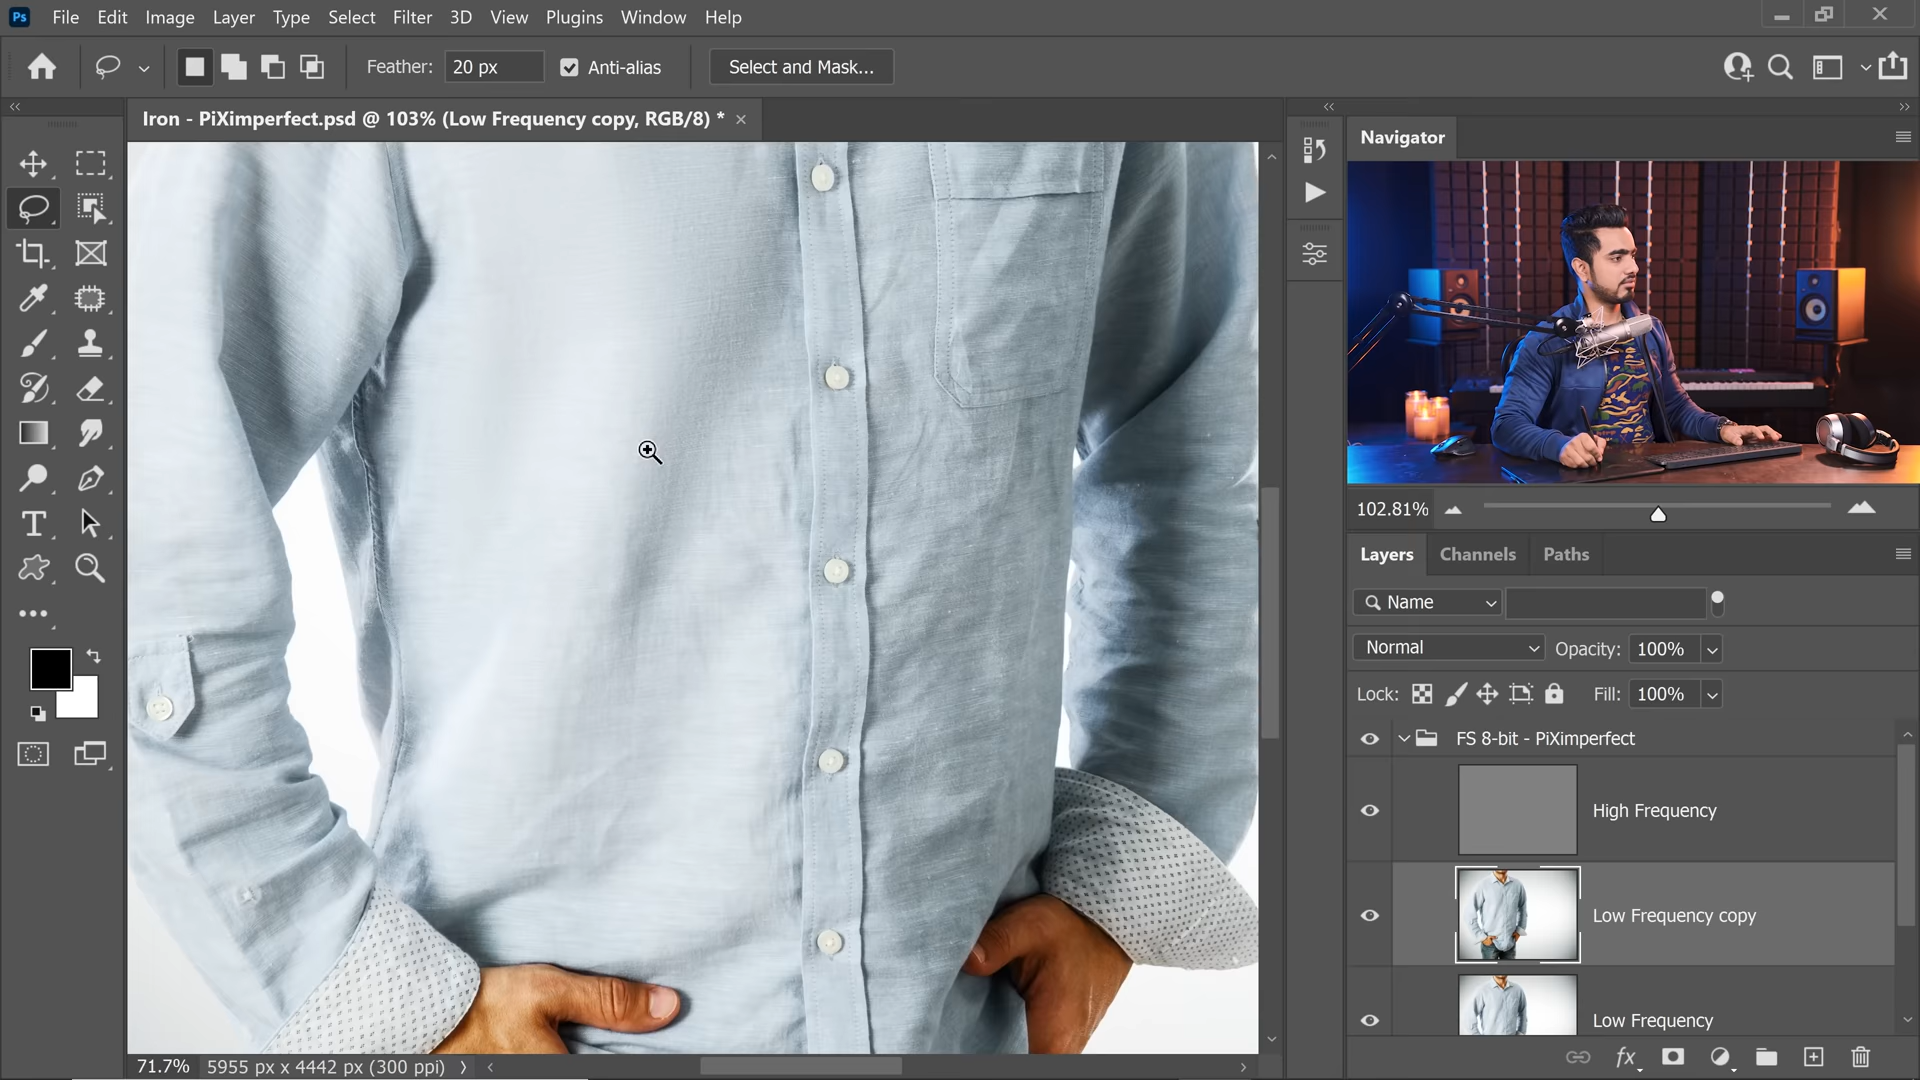 Ps File Edit Image Layer Type Select Filter 3D View Plugins Window Help
Feather: 20 px Anti-alias Select and Mask...
Iron - PiXimperfect.psd @ 103% (Low Frequency copy, RGB/8) *
Navigator
102.81%
Layers Channels Paths
Name
Normal Opacity: 100%
Lock: Fill: 100%
FS 8-bit - PiXimperfect
High Frequency
Low Frequency copy
Low Frequency
71.7% 5955 px x 4442 px (300 ppi)
fx